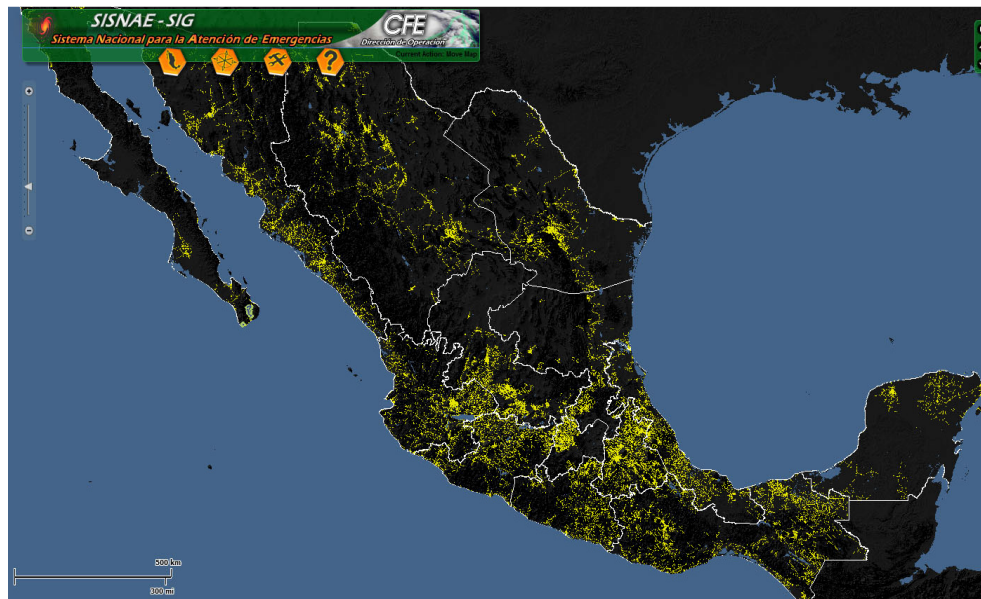 SISNAE - SIG
Sistema Nacional para la Atención de Emergencias
CFE
Dirección de Operación
Current Action: Move Map
?
500 km
300 mi